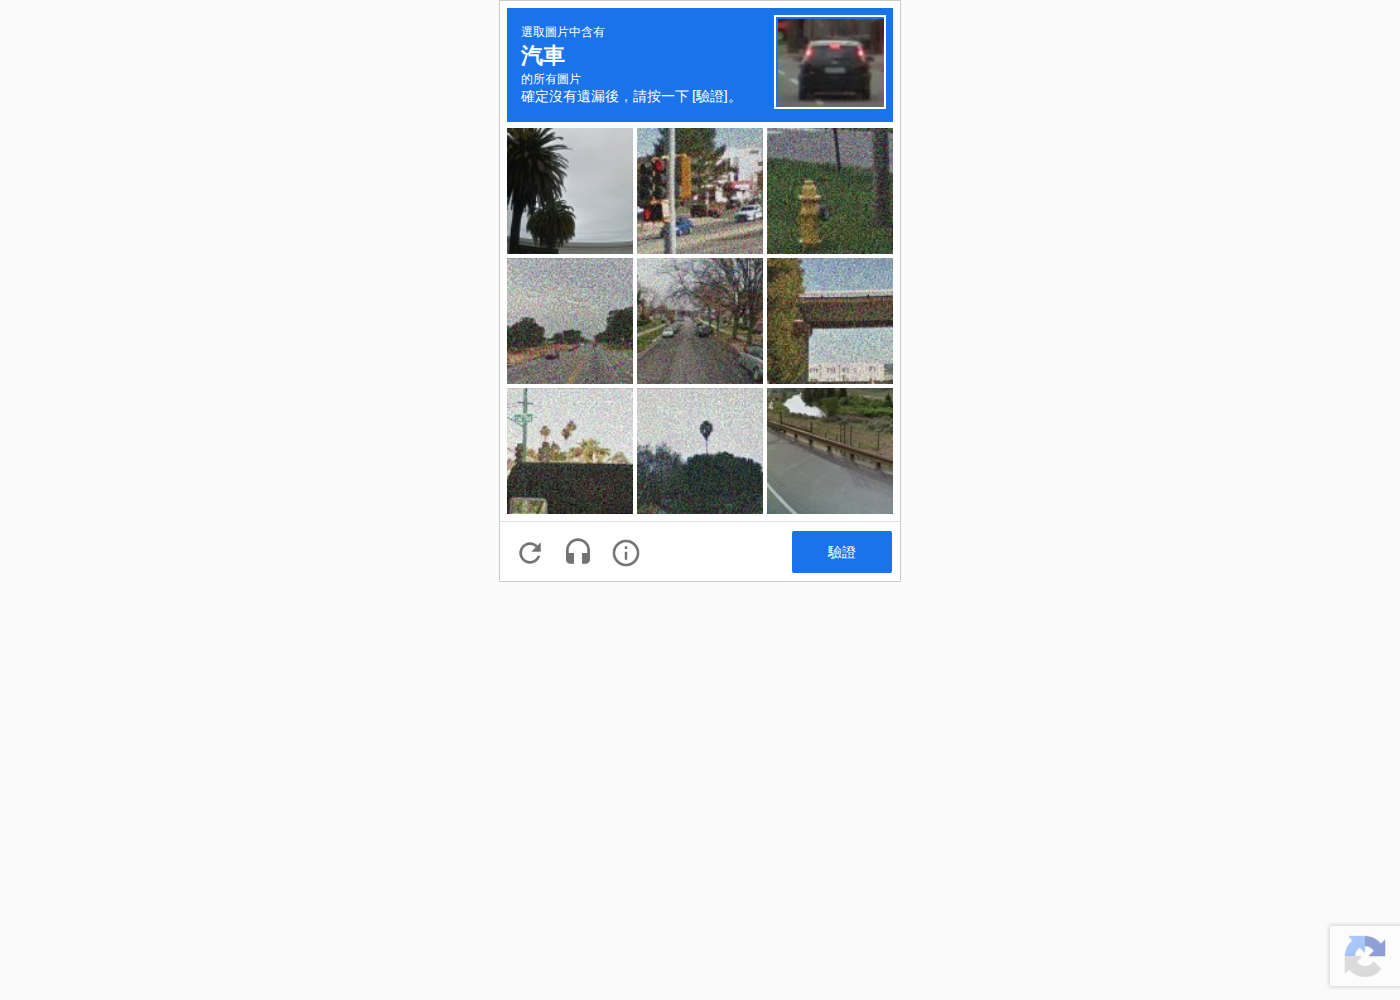 選取圖片中含有
汽車
的所有圖片
確定沒有遺漏後，請按一下 [驗證]。
驗證